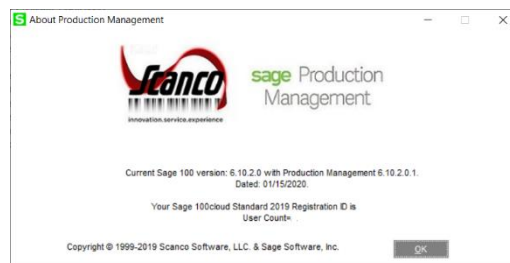 About Production Management
Scanco
innovation.service.experience
sage Production
Management
Current Sage 100 version: 6.10.2.0 with Production Management 6.10.2.0.1.
Dated: 01/15/2020.
Your Sage 100cloud Standard 2019 Registration ID is
User Count=
Copyright © 1999-2019 Scanco Software, LLC. & Sage Software, Inc.
OK